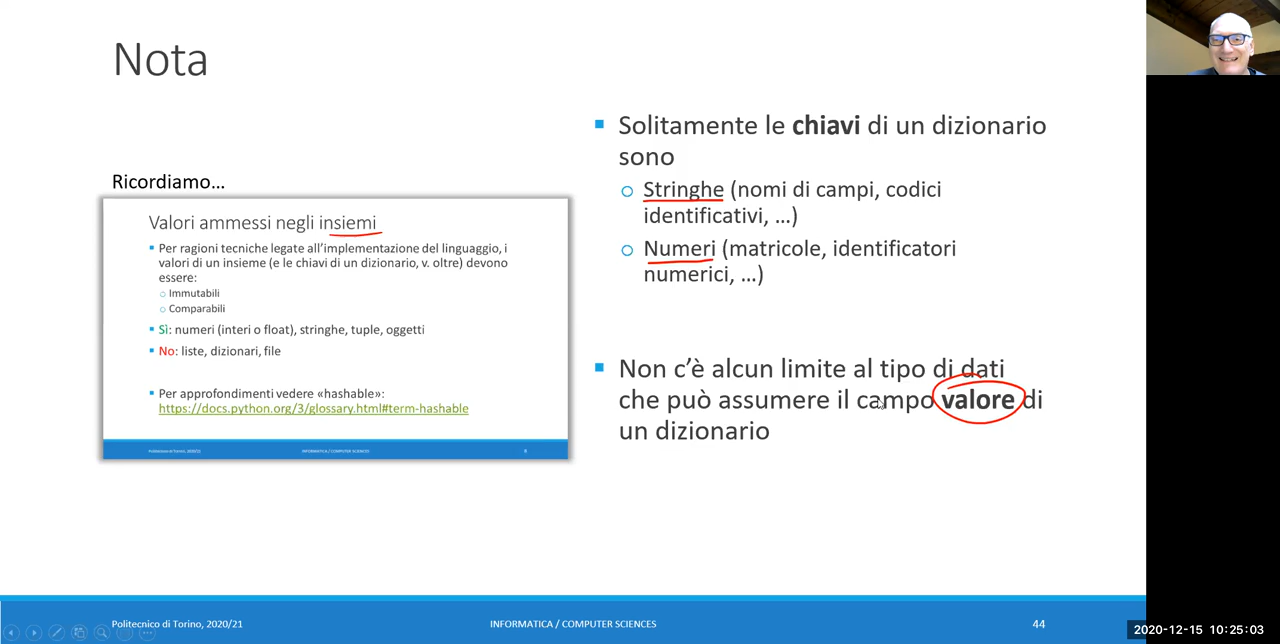 Nota
Ricordiamo...
Valori ammessi negli insiemi
▪ Per ragioni tecniche legate all'implementazione del linguaggio, i
valori di un insieme (e le chiavi di un dizionario, v. oltre) devono
essere:
o Immutabili
o Comparabili
▪ Sì: numeri (interi o float), stringhe, tuple, oggetti
▪ No: liste, dizionari, file
▪ Per approfondimenti vedere «hashable»:
https://docs.python.org/3/glossary.html#term-hashable
Politecnico di Torino, 2020/21
INFORMATICA / COMPUTER SCIENCES
▪ Solitamente le chiavi di un dizionario
sono
o Stringhe (nomi di campi, codici
identificativi, ...)
o Numeri (matricole, identificatori
numerici, ...)
▪ Non c'è alcun limite al tipo di dati
che può assumere il campo valore di
un dizionario
Politecnico di Torino, 2020/21
INFORMATICA / COMPUTER SCIENCES
44
2020-12-15 10:25:03